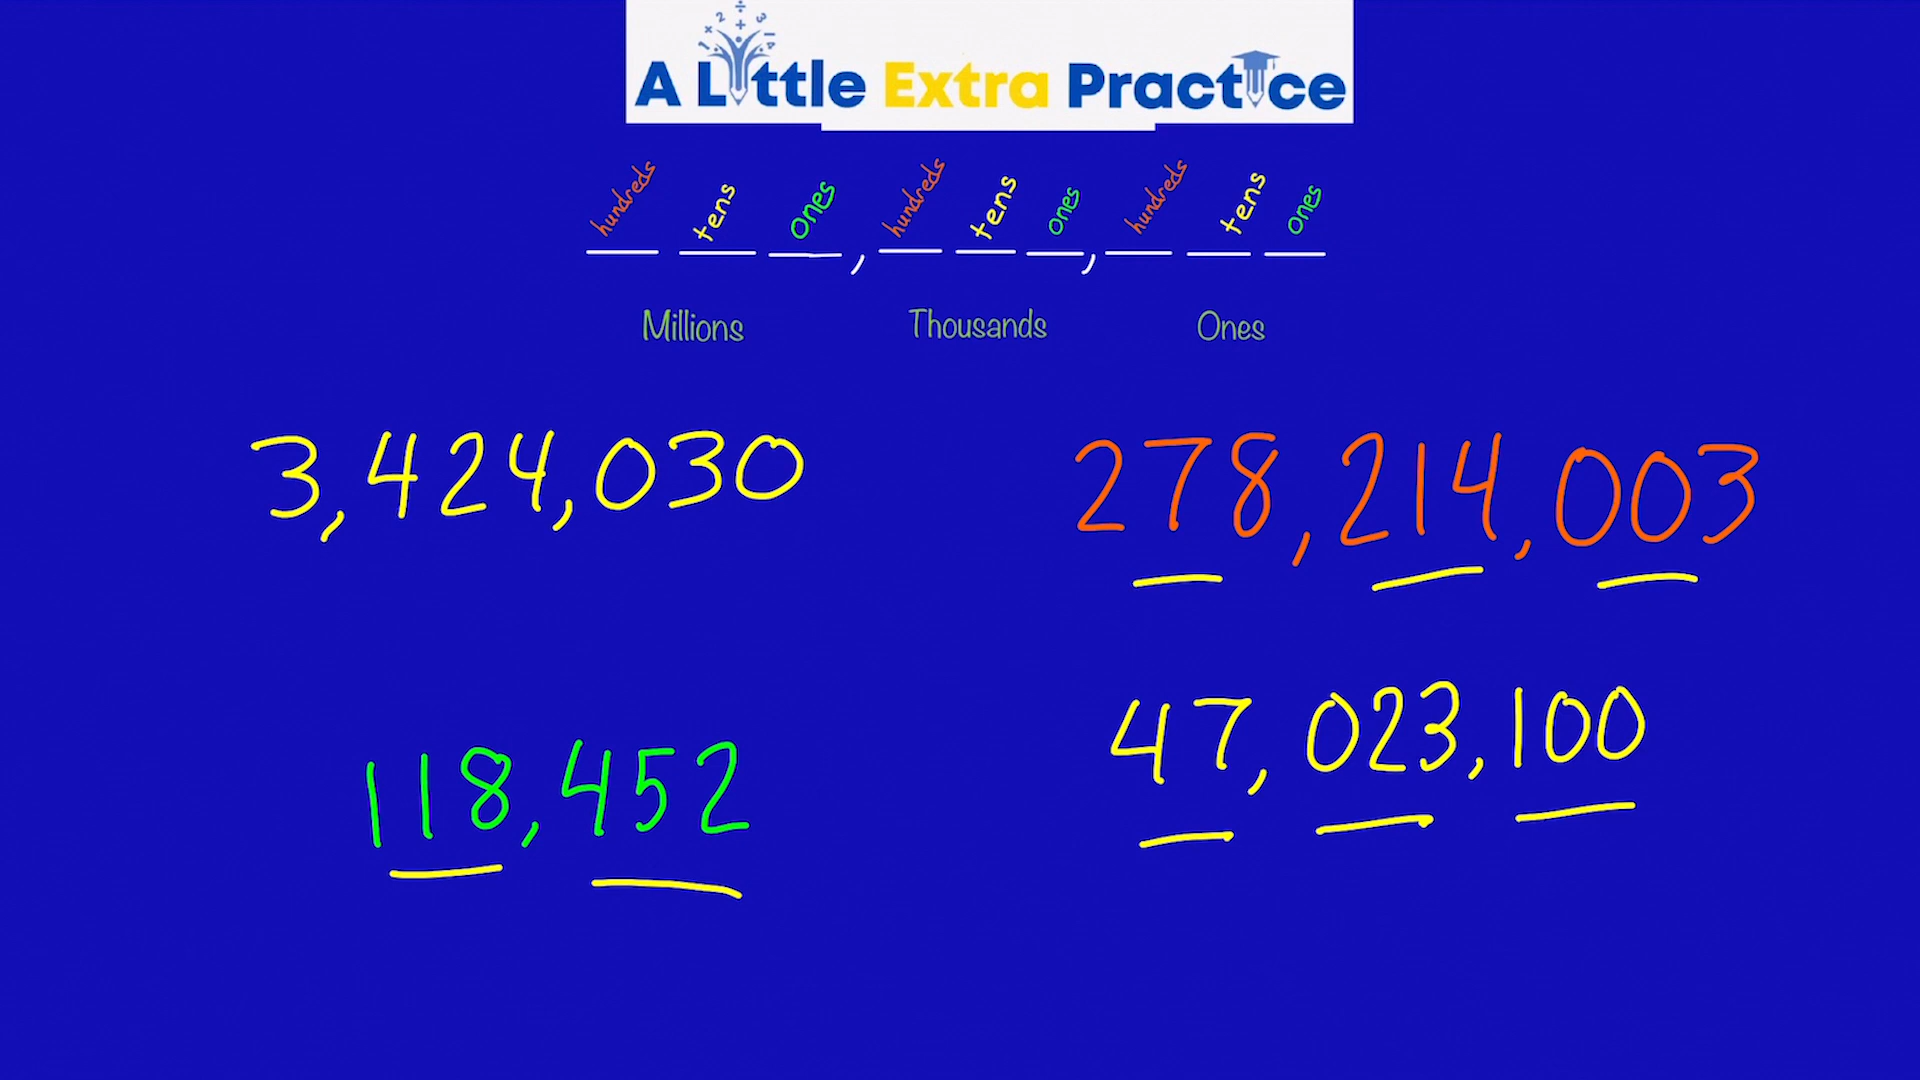 A Little Extra Practice
hundreds tens ones , hundreds tens ones , hundreds tens ones
Millions Thousands Ones
3,424,030
278,214,003
118,452
47,023,100